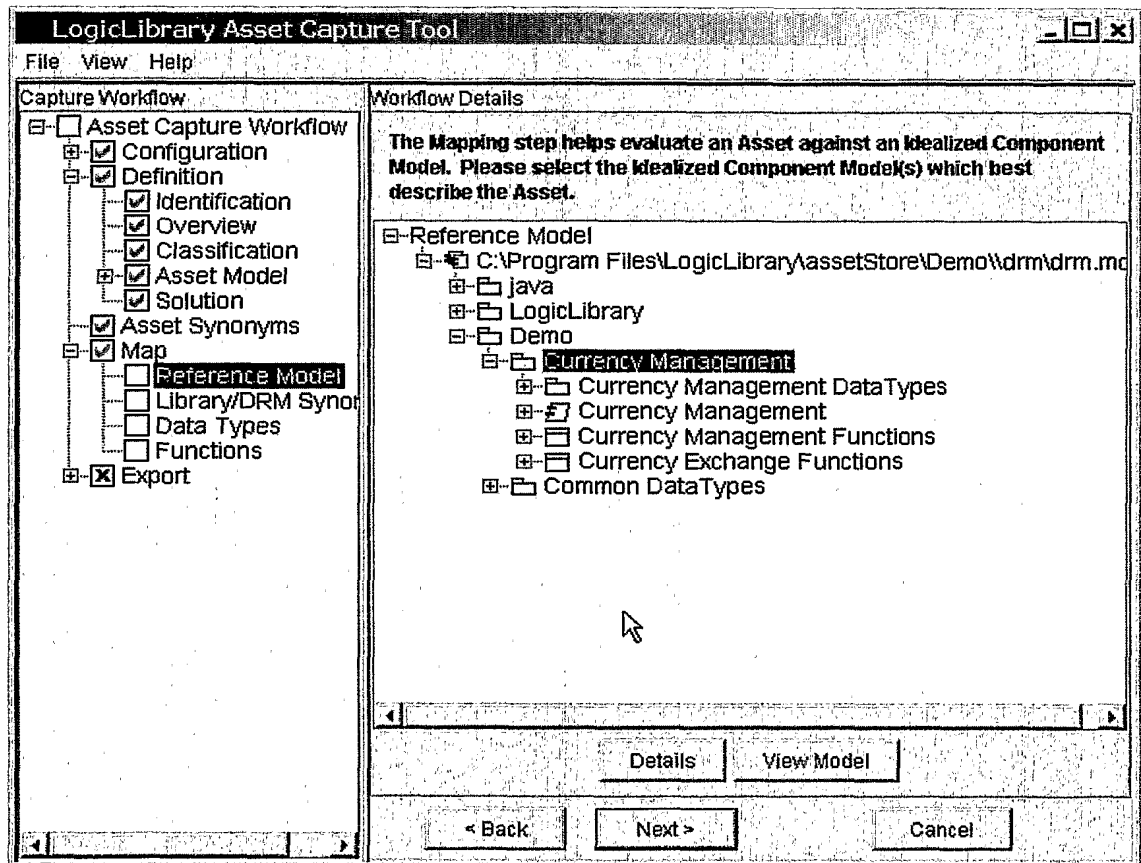 LogicLibrary Asset Capture Tool
File View Help
Capture Workflow
Asset Capture Workflow
Configuration
Definition
Identification
Overview
Classification
Asset Model
Solution
Asset Synonyms
Map
Reference Model
Library/DRM Synor
Data Types
Functions
Export
Workflow Details
The Mapping step helps evaluate an Asset against an Idealized Component
Model. Please select the Idealized Component Model(s) which best
describe the Asset.
Reference Model
C:\Program Files\LogicLibrary\assetStore\Demo\\drm\drm.mc
java
LogicLibrary
Demo
Currency Management
Currency Management DataTypes
Currency Management
Currency Management Functions
Currency Exchange Functions
Common DataTypes
Details View Model
< Back Next > Cancel